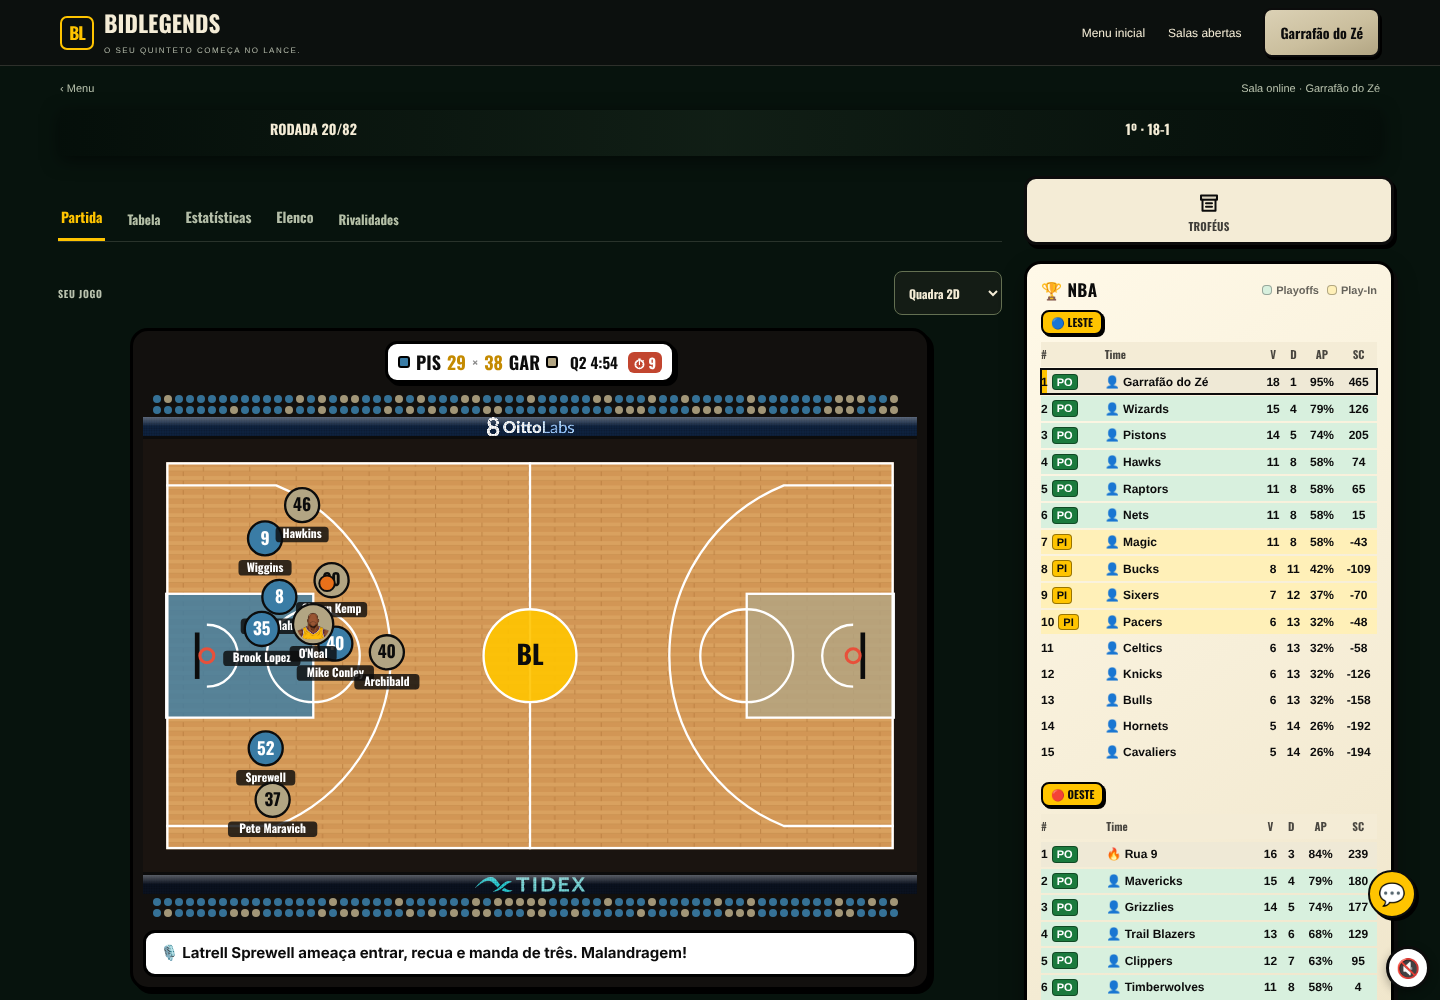 BL BIDLEGENDS
O SEU QUINTETO COMEÇA NO LANCE.
Menu inicial Salas abertas Garrafão do Zé
‹ Menu
Sala online · Garrafão do Zé
RODADA 20/82 1º · 18-1
Partida Tabela Estatísticas Elenco Rivalidades
SEU JOGO
Quadra 2D
PIS 29 × 38 GAR Q2 4:54 9
OittoLabs
46
Hawkins
9
Wiggins
Kemp
8
35
Brook Lopez
O'Neal
40
Mike Conley
40
Archibald
BL
52
Sprewell
37
Pete Maravich
TIDEX
Latrell Sprewell ameaça entrar, recua e manda de três. Malandragem!
TROFÉUS
NBA Playoffs Play-In
LESTE
# Time V D AP SC
1 PO Garrafão do Zé 18 1 95% 465
2 PO Wizards 15 4 79% 126
3 PO Pistons 14 5 74% 205
4 PO Hawks 11 8 58% 74
5 PO Raptors 11 8 58% 65
6 PO Nets 11 8 58% 15
7 PI Magic 11 8 58% -43
8 PI Bucks 8 11 42% -109
9 PI Sixers 7 12 37% -70
10 PI Pacers 6 13 32% -48
11 Celtics 6 13 32% -58
12 Knicks 6 13 32% -126
13 Bulls 6 13 32% -158
14 Hornets 5 14 26% -192
15 Cavaliers 5 14 26% -194
OESTE
# Time V D AP SC
1 PO Rua 9 16 3 84% 239
2 PO Mavericks 15 4 79% 180
3 PO Grizzlies 14 5 74% 177
4 PO Trail Blazers 13 6 68% 129
5 PO Clippers 12 7 63% 95
6 PO Timberwolves 11 8 58% 4